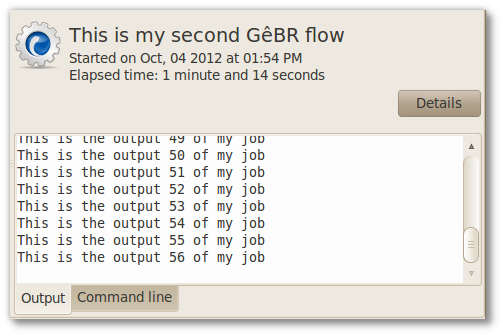 This is my second GêBR flow
Started on Oct, 04 2012 at 01:54 PM
Elapsed time: 1 minute and 14 seconds
Details
This is the output 49 of my job
This is the output 50 of my job
This is the output 51 of my job
This is the output 52 of my job
This is the output 53 of my job
This is the output 54 of my job
This is the output 55 of my job
This is the output 56 of my job
Output
Command line